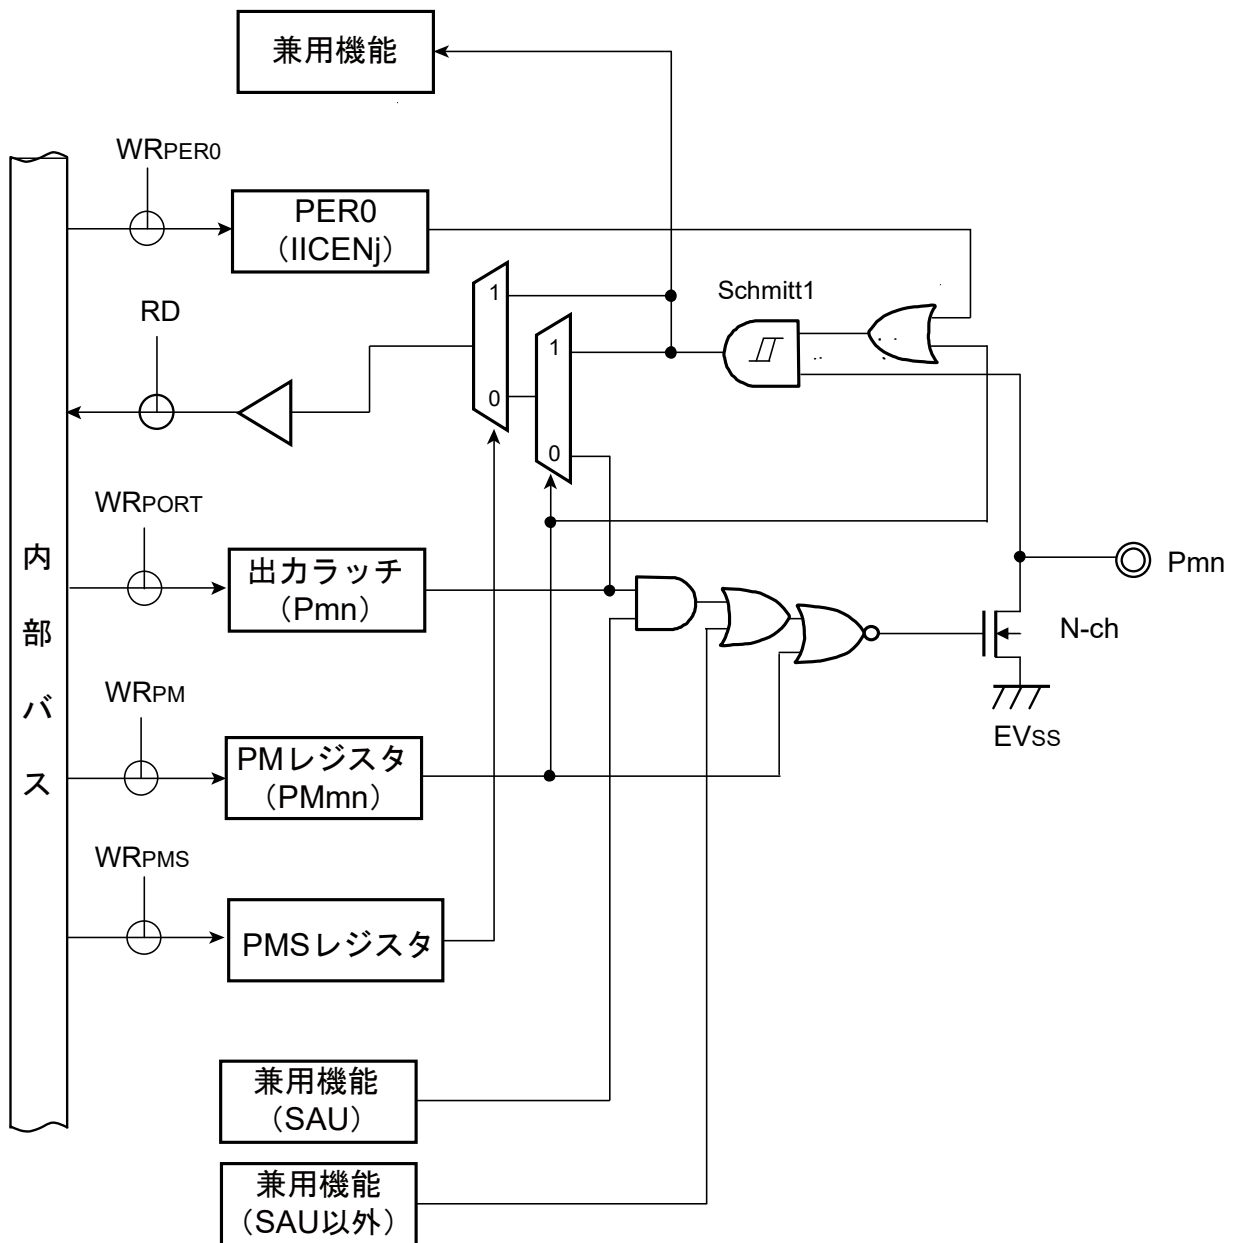 兼用機能
WRPER0
PER0
（IICENj）
Schmitt1
1
RD
1
0
0
WRPORT
出力ラッチ
（Pmn）
Pmn
N-ch
EVSS
内部バス
WRPM
PMレジスタ
（PMmn）
WRPMS
PMSレジスタ
兼用機能
（SAU）
兼用機能
（SAU以外）